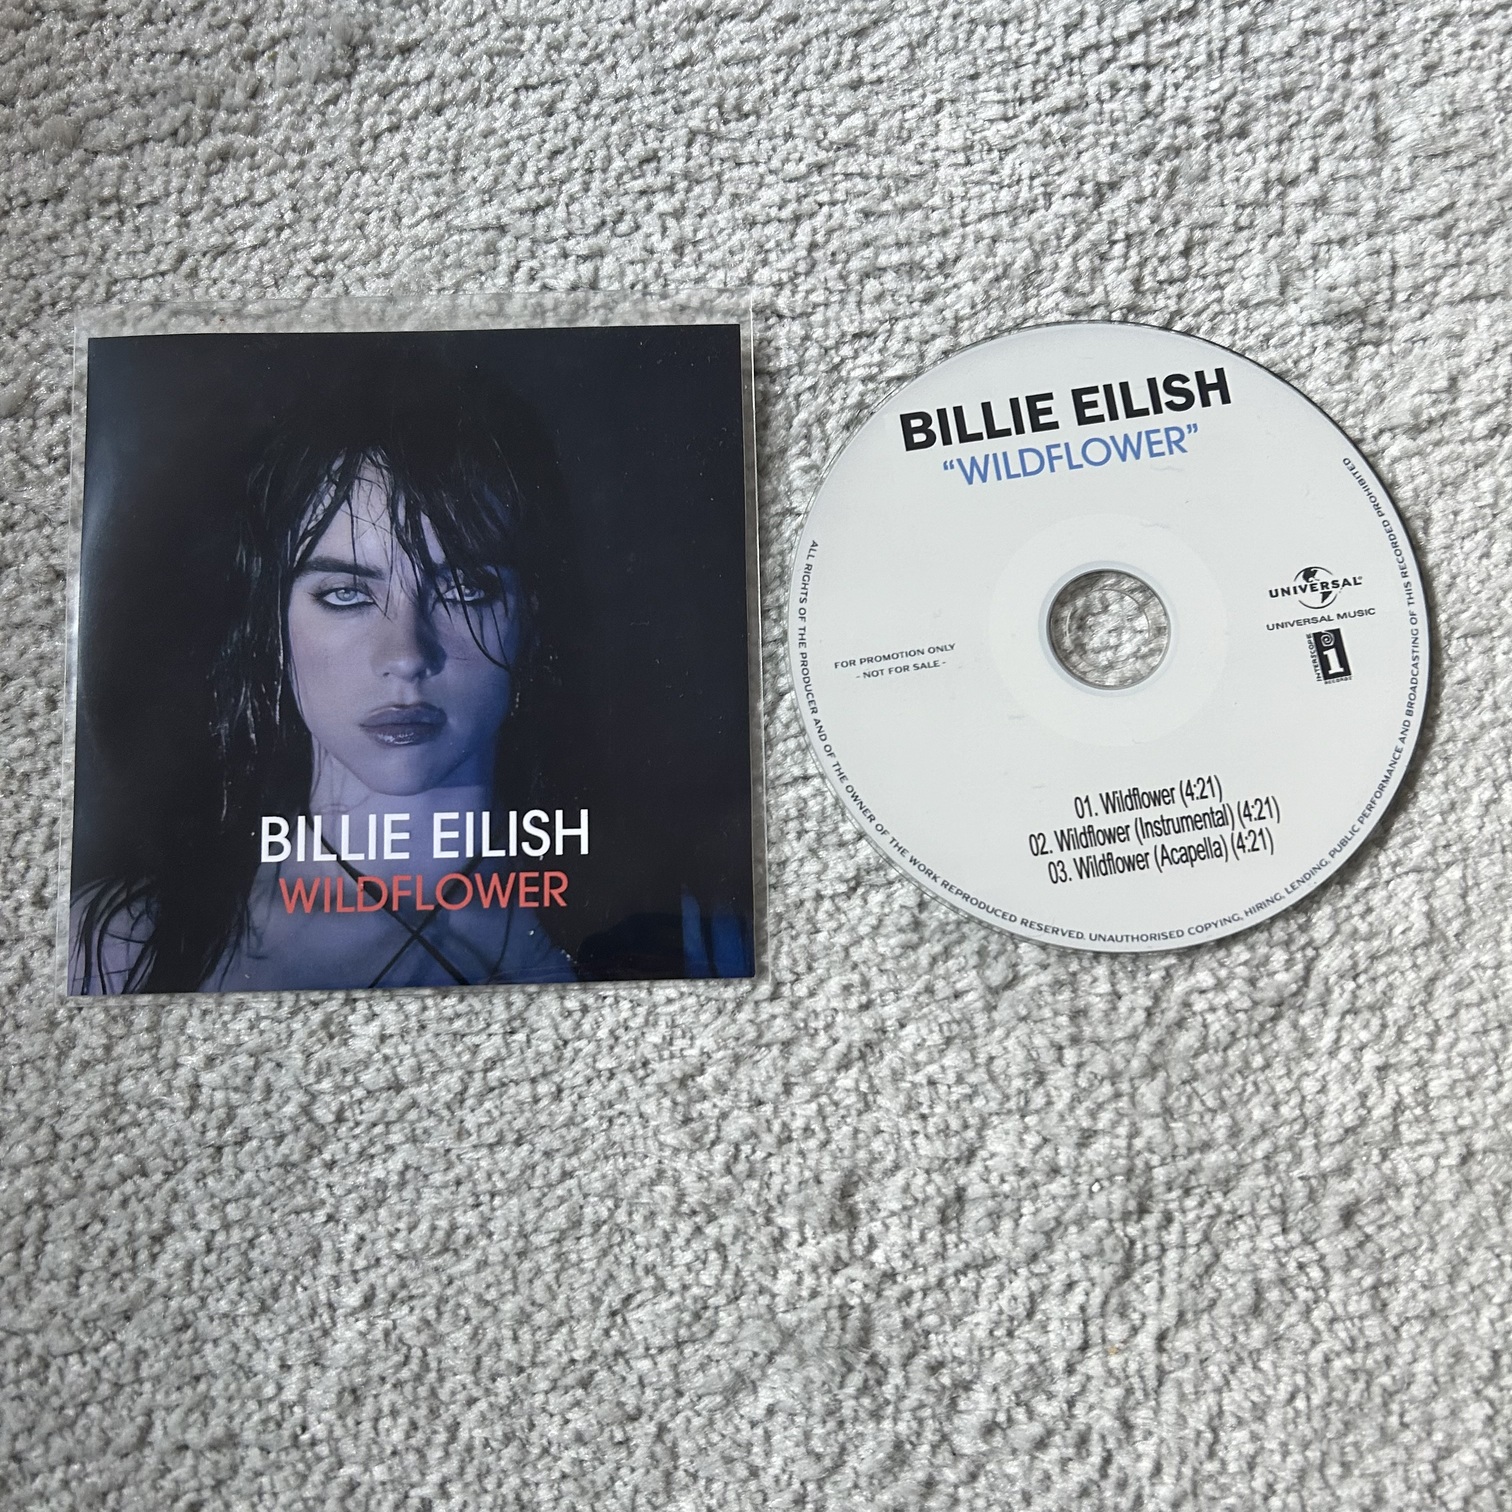 BILLIE EILISH
WILDFLOWER
BILLIE EILISH
“WILDFLOWER”
FOR PROMOTION ONLY
- NOT FOR SALE -
UNIVERSAL
UNIVERSAL MUSIC
INTERSCOPE
i
RECORDS
01. Wildflower (4:21)
02. Wildflower (Instrumental) (4:21)
03. Wildflower (Acapella) (4:21)
ALL RIGHTS OF THE PRODUCER AND OF THE OWNER OF THE WORK REPRODUCED RESERVED. UNAUTHORISED COPYING, HIRING, LENDING, PUBLIC PERFORMANCE AND BROADCASTING OF THIS RECORDED PROHIBITED